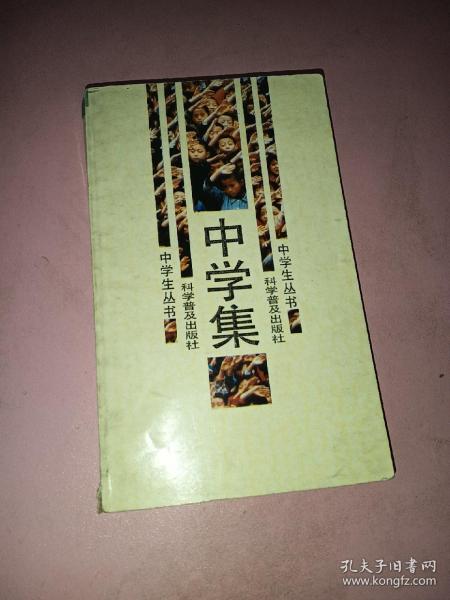 中学生丛书
科学普及出版社
中学集
科学普及出版社
中学生丛书
孔夫子旧书网
www.kongfz.com